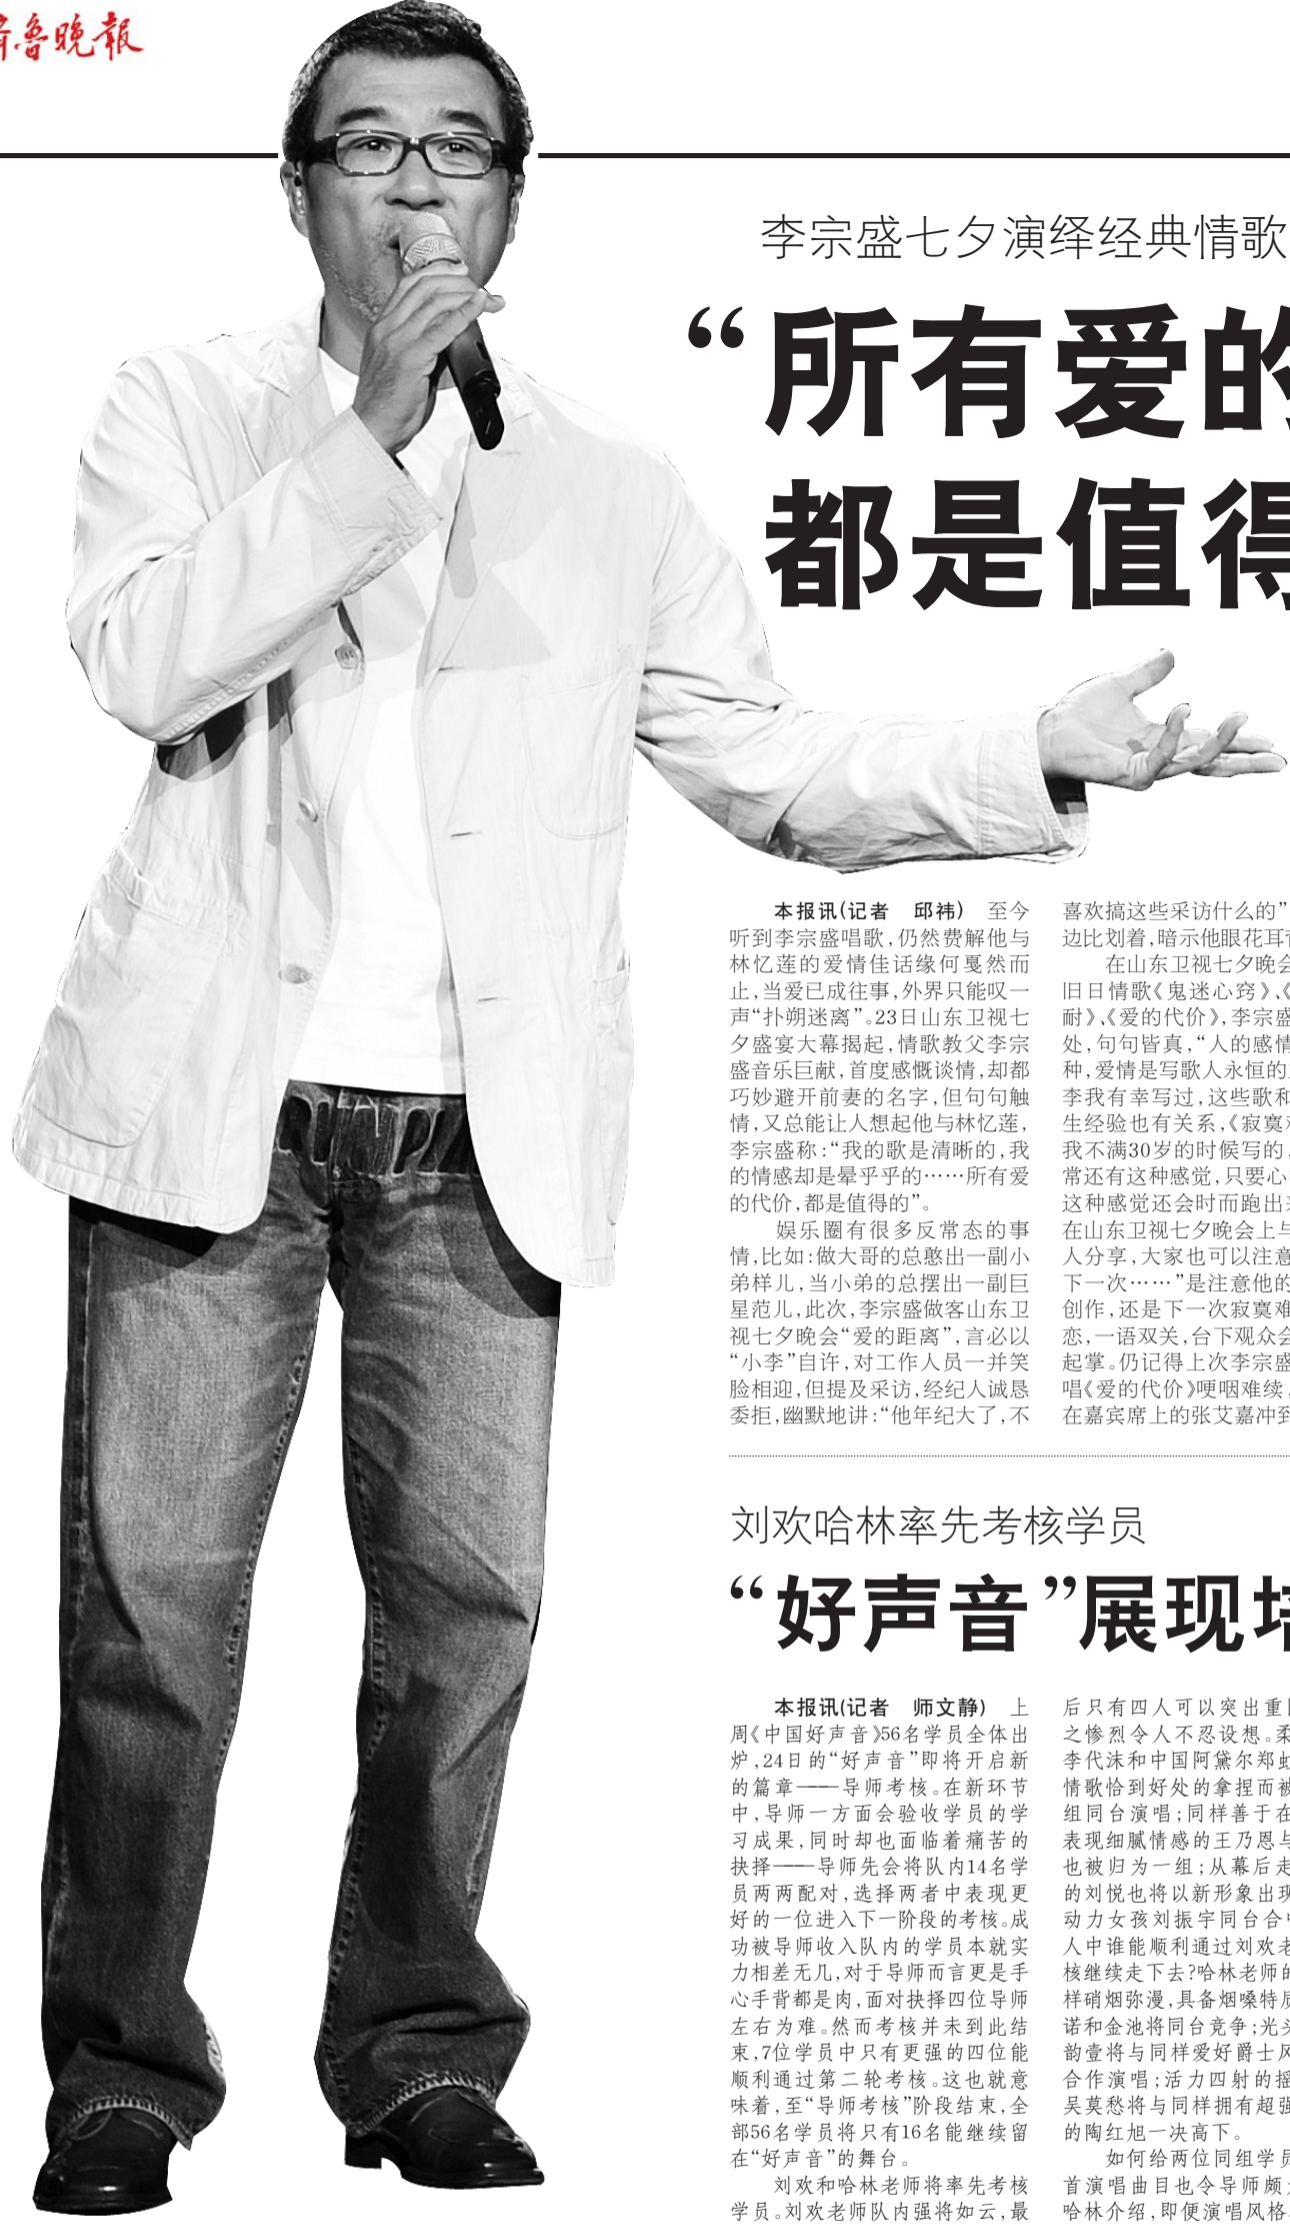 齐鲁晚報
李宗盛七夕演绎经典情歌
“所有爱的
都是值得
本报讯(记者 邱祎) 至今
听到李宗盛唱歌,仍然费解他与
林忆莲的爱情佳话缘何戛然而
止,当爱已成往事,外界只能叹一
声“扑朔迷离”。23日山东卫视七
夕盛宴大幕揭起,情歌教父李宗
盛音乐巨献,首度感慨谈情,却都
巧妙避开前妻的名字,但句句触
情,又总能让人想起他与林忆莲,
李宗盛称:“我的歌是清晰的,我
的情感却是晕乎乎的……所有爱
的代价,都是值得的”。
娱乐圈有很多反常态的事
情,比如:做大哥的总憨出一副小
弟样儿,当小弟的总摆出一副巨
星范儿,此次,李宗盛做客山东卫
视七夕晚会“爱的距离”,言必以
“小李”自许,对工作人员一并笑
脸相迎,但提及采访,经纪人诚恳
委拒,幽默地讲:“他年纪大了,不
喜欢搞这些采访什么的”
边比划着,暗示他眼花耳
在山东卫视七夕晚会
旧日情歌《鬼迷心窍》、《
耐》、《爱的代价》,李宗盛
处,句句皆真,“人的感情
种,爱情是写歌人永恒的
李我有幸写过,这些歌和
生经验也有关系,《寂寞难
我不满30岁的时候写的,
常还有这种感觉,只要心
这种感觉还会时而跑出来
在山东卫视七夕晚会上与
人分享,大家也可以注意
下一次……”是注意他的
创作,还是下一次寂寞难
恋,一语双关,台下观众会
起掌。仍记得上次李宗盛
唱《爱的代价》哽咽难续,
在嘉宾席上的张艾嘉冲到
刘欢哈林率先考核学员
“好声音”展现培
本报讯(记者 师文静) 上
周《中国好声音》56名学员全体出
炉,24日的“好声音”即将开启新
的篇章——导师考核。在新环节
中,导师一方面会验收学员的学
习成果,同时却也面临着痛苦的
抉择——导师先会将队内14名学
员两两配对,选择两者中表现更
好的一位进入下一阶段的考核。成
功被导师收入队内的学员本就实
力相差无几,对于导师而言更是手
心手背都是肉,面对抉择四位导师
左右为难。然而考核并未到此结
束,7位学员中只有更强的四位能
顺利通过第二轮考核。这也就意
味着,至“导师考核”阶段结束,全
部56名学员将只有16名能继续留
在“好声音”的舞台。
刘欢和哈林老师将率先考核
学员。刘欢老师队内强将如云,最
后只有四人可以突出重围
之惨烈令人不忍设想。柔
李代沫和中国阿黛尔郑虹
情歌恰到好处的拿捏而被
组同台演唱;同样善于在
表现细腻情感的王乃恩与
也被归为一组;从幕后走
的刘悦也将以新形象出现
动力女孩刘振宇同台合
人中谁能顺利通过刘欢老
核继续走下去?哈林老师的
样硝烟弥漫,具备烟嗓特质
诺和金池将同台竞争;光头
韵壹将与同样爱好爵士风
合作演唱;活力四射的摇
吴莫愁将与同样拥有超强
的陶红旭一决高下。
如何给两位同组学员
首演唱曲目也令导师颇
哈林介绍,即便演唱风格